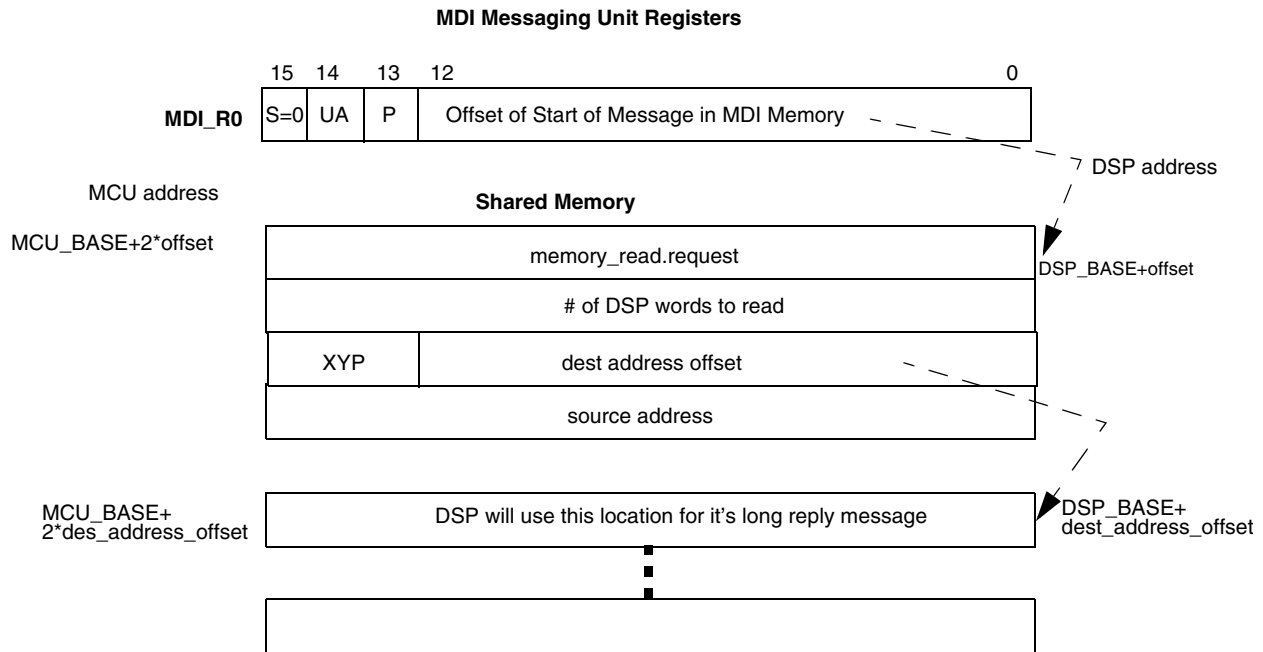 MDI Messaging Unit Registers
15 14 13 12 0
MDI_R0 S=0 UA P Offset of Start of Message in MDI Memory
DSP address
MCU address
Shared Memory
MCU_BASE+2*offset memory_read.request
DSP_BASE+offset
# of DSP words to read
XYP dest address offset
source address
MCU_BASE+ DSP will use this location for it's long reply message DSP_BASE+
2*des_address_offset dest_address_offset